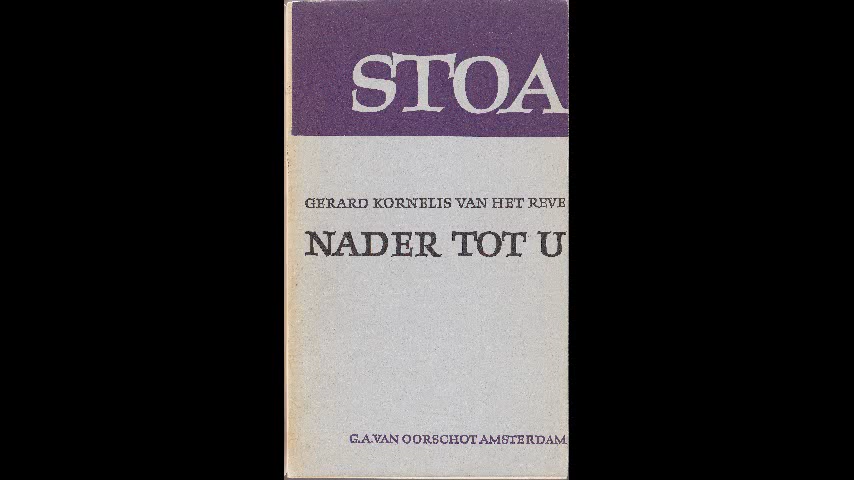 STOA
GERARD KORNELIS VAN HET REVE
NADER TOT U
G.A. VAN OORSCHOT AMSTERDAM